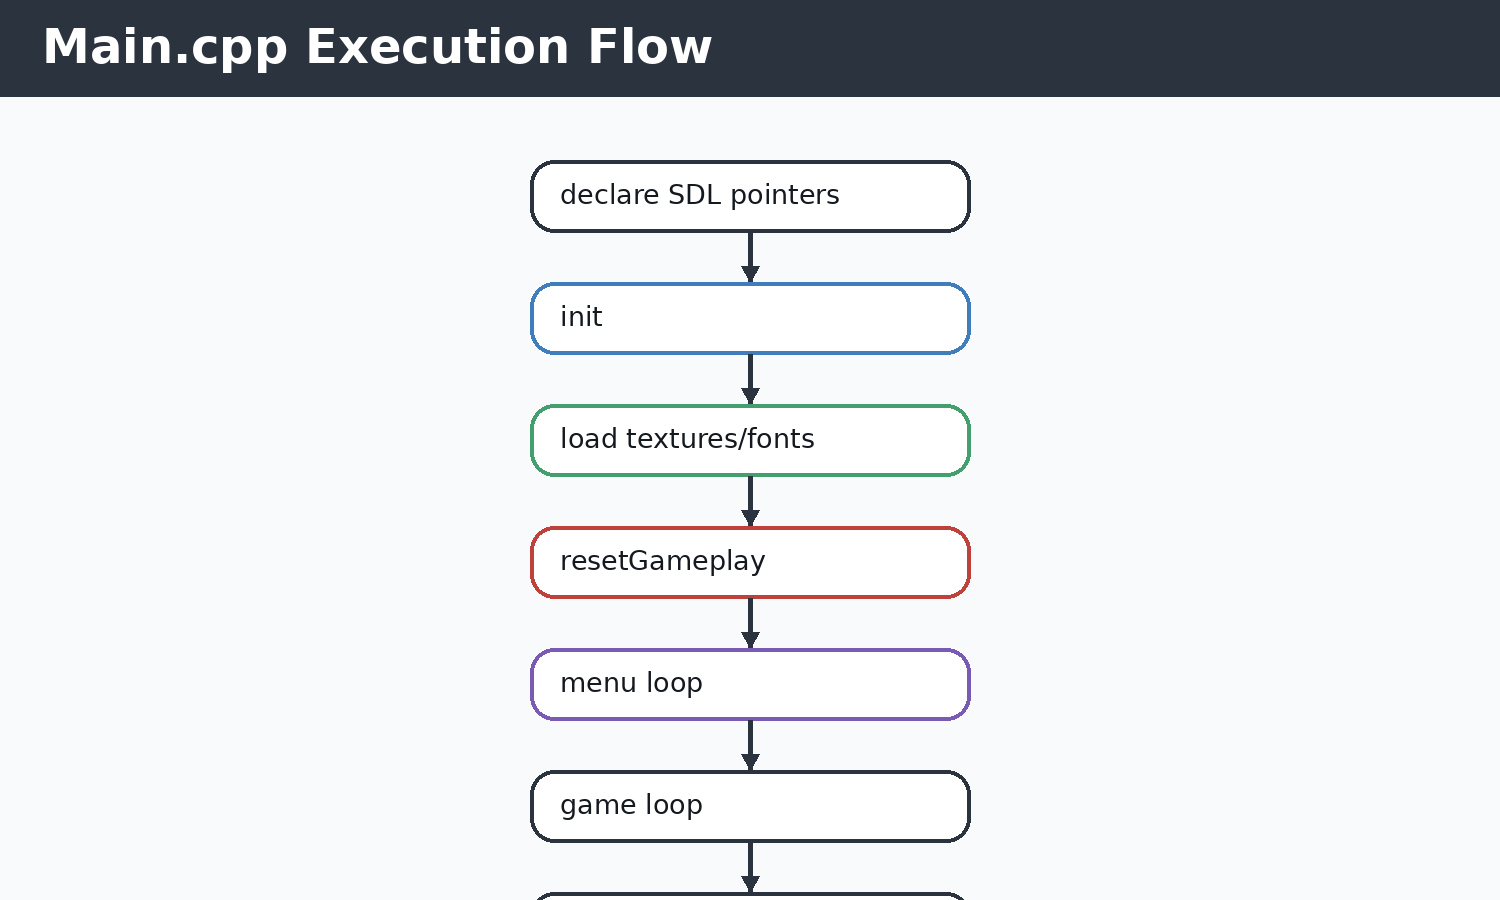 Main.cpp Execution Flow
declare SDL pointers
init
load textures/fonts
resetGameplay
menu loop
game loop